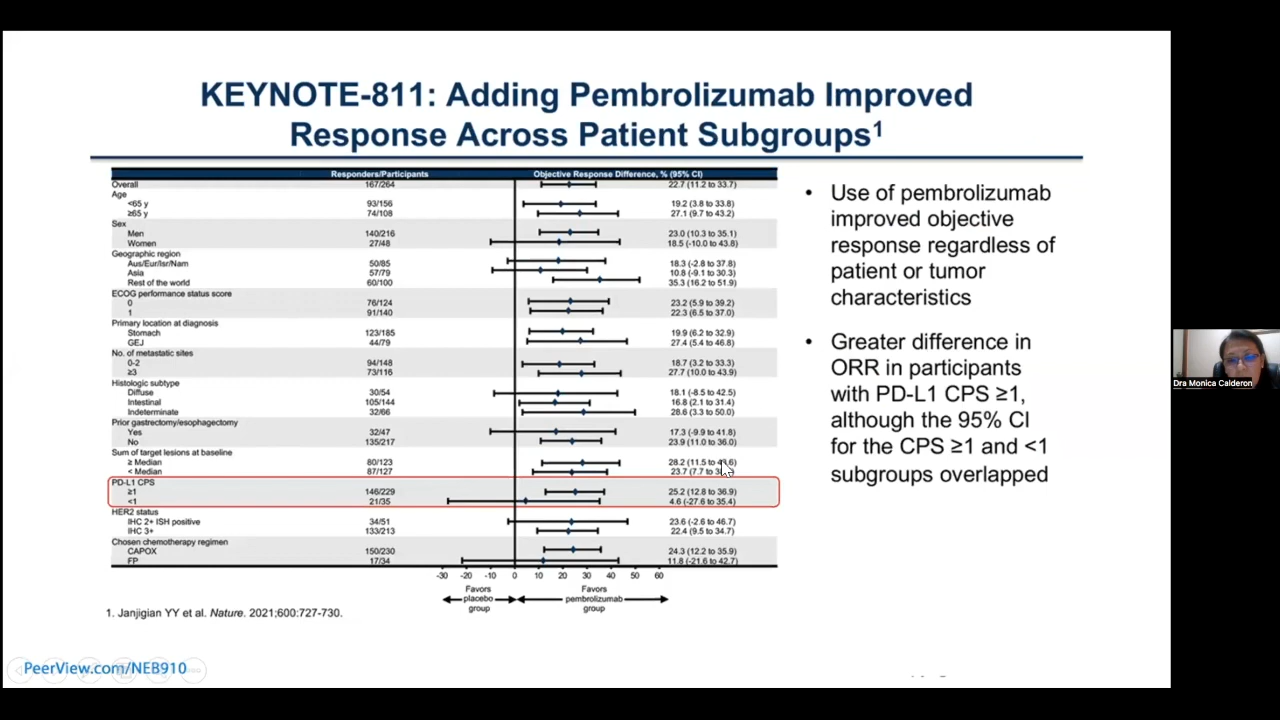 KEYNOTE-811: Adding Pembrolizumab Improved
Response Across Patient Subgroups1
Responders/Participants Objective Response Difference, % (95% CI)
Overall 167/264 22.7 (11.2 to 33.7)
Age
<65 y 93/156 19.2 (3.8 to 33.8)
≥65 y 74/108 27.1 (9.7 to 43.2)
Sex
Men 140/216 23.0 (10.3 to 35.1)
Women 27/48 18.5 (-10.0 to 43.8)
Geographic region
Aus/Eur/Isr/Nam 50/85 18.3 (-2.8 to 37.8)
Asia 57/79 10.8 (-9.1 to 30.3)
Rest of the world 60/100 35.3 (16.2 to 51.9)
ECOG performance status score
0 76/124 23.2 (5.9 to 39.2)
1 91/140 22.3 (6.5 to 37.0)
Primary location at diagnosis
Stomach 123/185 19.9 (6.2 to 32.9)
GEJ 44/79 27.4 (5.4 to 46.8)
No. of metastatic sites
0-2 94/148 18.7 (3.2 to 33.3)
≥3 73/116 27.7 (10.0 to 43.9)
Histologic subtype
Diffuse 30/54 18.1 (-8.5 to 42.5)
Intestinal 105/144 16.8 (2.1 to 31.4)
Indeterminate 32/66 28.6 (3.3 to 50.0)
Prior gastrectomy/esophagectomy
Yes 32/47 17.3 (-9.9 to 41.8)
No 135/217 23.9 (11.0 to 36.0)
Sum of target lesions at baseline
≥ Median 80/123 28.2 (11.5 to
< Median 87/127 23.7 (7.7 to
PD-L1 CPS
≥1 146/229 25.2 (12.8 to 36.9)
<1 21/35 4.6 (-27.6 to 35.4)
HER2 status
IHC 2+ ISH positive 34/51 23.6 (-2.6 to 46.7)
IHC 3+ 133/213 22.4 (9.5 to 34.7)
Chosen chemotherapy regimen
CAPOX 150/230 24.3 (12.2 to 35.9)
FP 17/34 11.8 (-21.6 to 42.7)
-30 -20 -10 0 10 20 30 40 50 60
Favors
placebo
group
Favors
pembrolizumab
group
• Use of pembrolizumab
improved objective
response regardless of
patient or tumor
characteristics
• Greater difference in
ORR in participants
with PD-L1 CPS ≥1,
although the 95% CI
for the CPS ≥1 and <1
subgroups overlapped
1. Janjigian YY et al. Nature. 2021;600:727-730.
PeerView.com/NEB910
Dra Monica Calderon